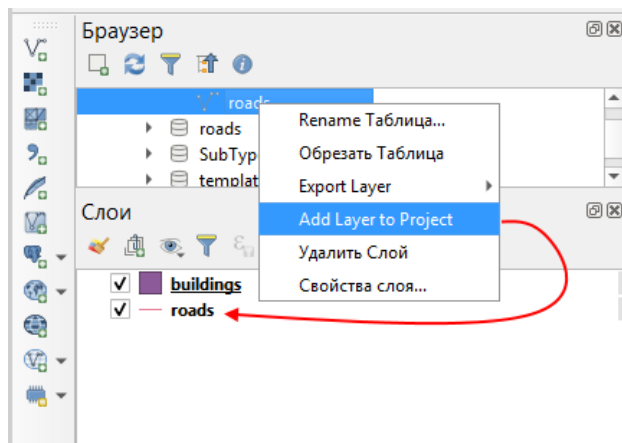 Браузер
roads
roads
SubType
templat
Rename Таблица...
Обрезать Таблица
Export Layer
Add Layer to Project
Удалить Слой
Свойства слоя...
Слои
buildings
roads